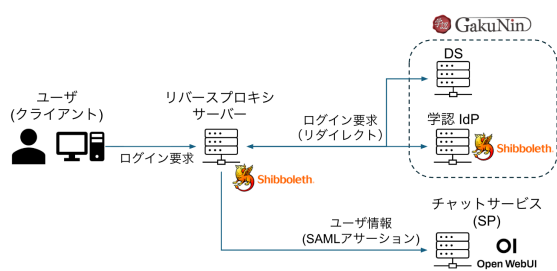 GakuNin
DS
ユーザ
(クライアント)
リバースプロキシ
サーバー
ログイン要求
(リダイレクト)
学認 IdP
ログイン要求
Shibboleth.
Shibboleth.
チャットサービス
(SP)
ユーザ情報
(SAMLアサーション)
OI
Open WebUI